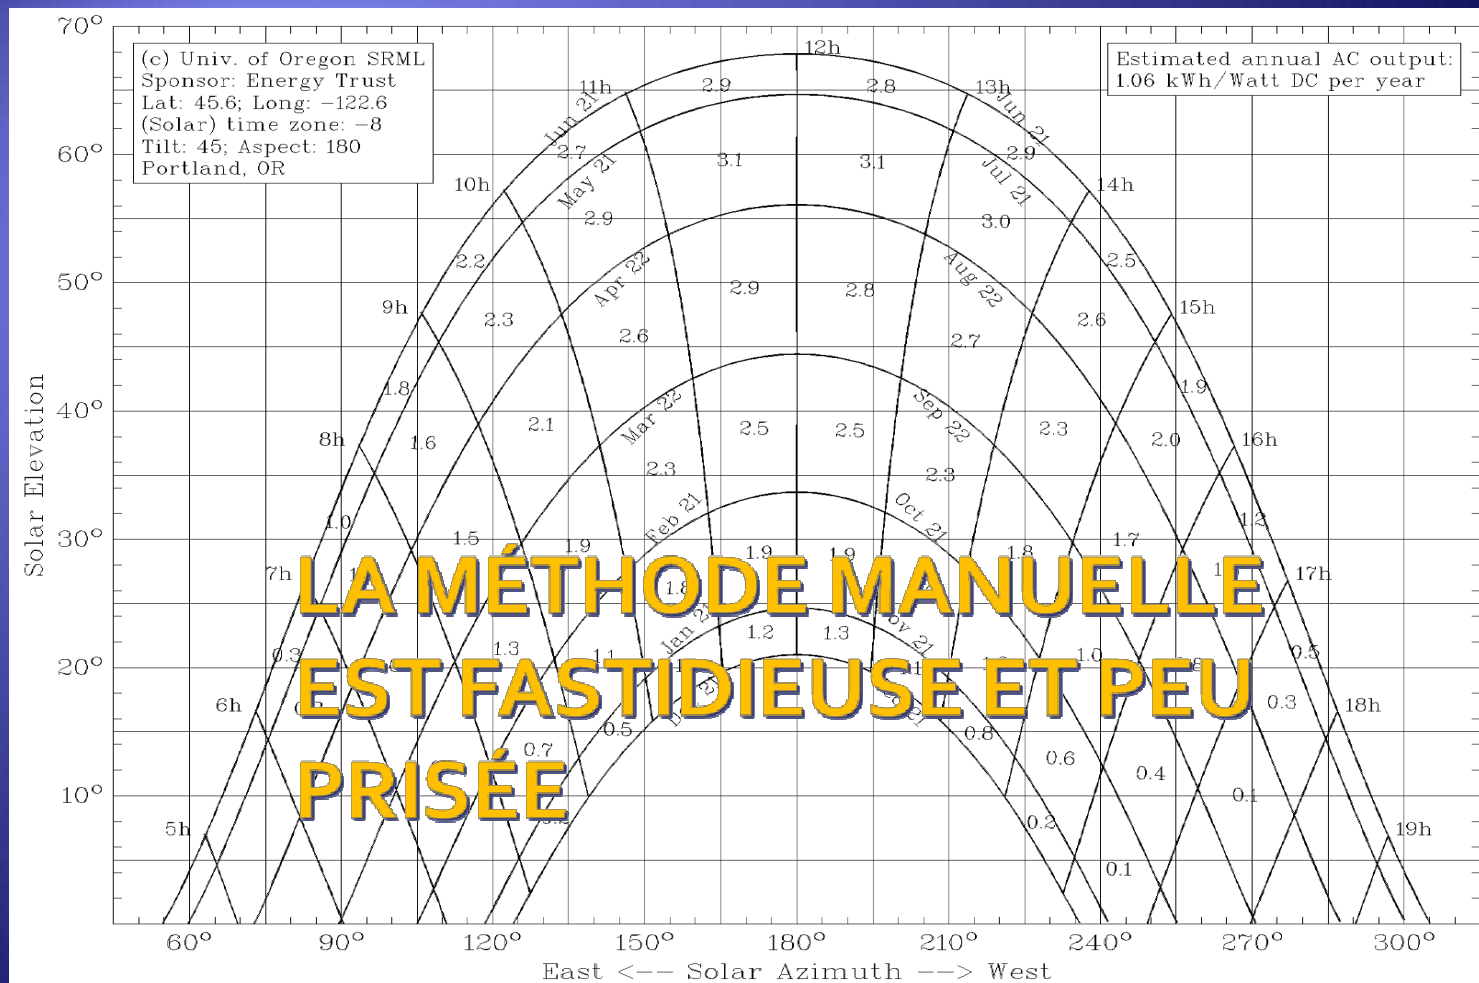 70°
(c) Univ. of Oregon SRML
Sponsor: Energy Trust
Lat: 45.6; Long: -122.6
(Solar) time zone: -8
Tilt: 45; Aspect: 180
Portland, OR
12h
Estimated annual AC output:
1.06 kWh/Watt DC per year
11h
2.9
2.8
13h
Jun 21
Jun 21
60°
2.7
3.1
3.1
2.9
10h
May 21
Jul 21
14h
2.9
3.0
50°
2.2
Apr 22
2.9
2.8
Aug 22
2.5
9h
2.3
2.6
2.7
2.6
15h
40°
1.8
Mar 22
Sep 22
1.9
8h
1.6
2.1
2.5
2.5
2.3
2.0
16h
2.3
2.3
Solar Elevation
30°
1.0
Feb 21
Oct 21
1.2
1.5
1.9
1.9
1.9
1.8
1.7
7h
17h
LA MÉTHODE MANUELLE
EST FASTIDIEUSE ET PEU
PRISÉE
Jan 21
1.2
1.3
20°
0.3
1.3
1.0
0.5
6h
0.3
18h
0.5
0.8
0.7
0.6
0.4
10°
0.1
5h
0.2
19h
0.1
60°
90°
120°
150°
180°
210°
240°
270°
300°
East <-- Solar Azimuth --> West